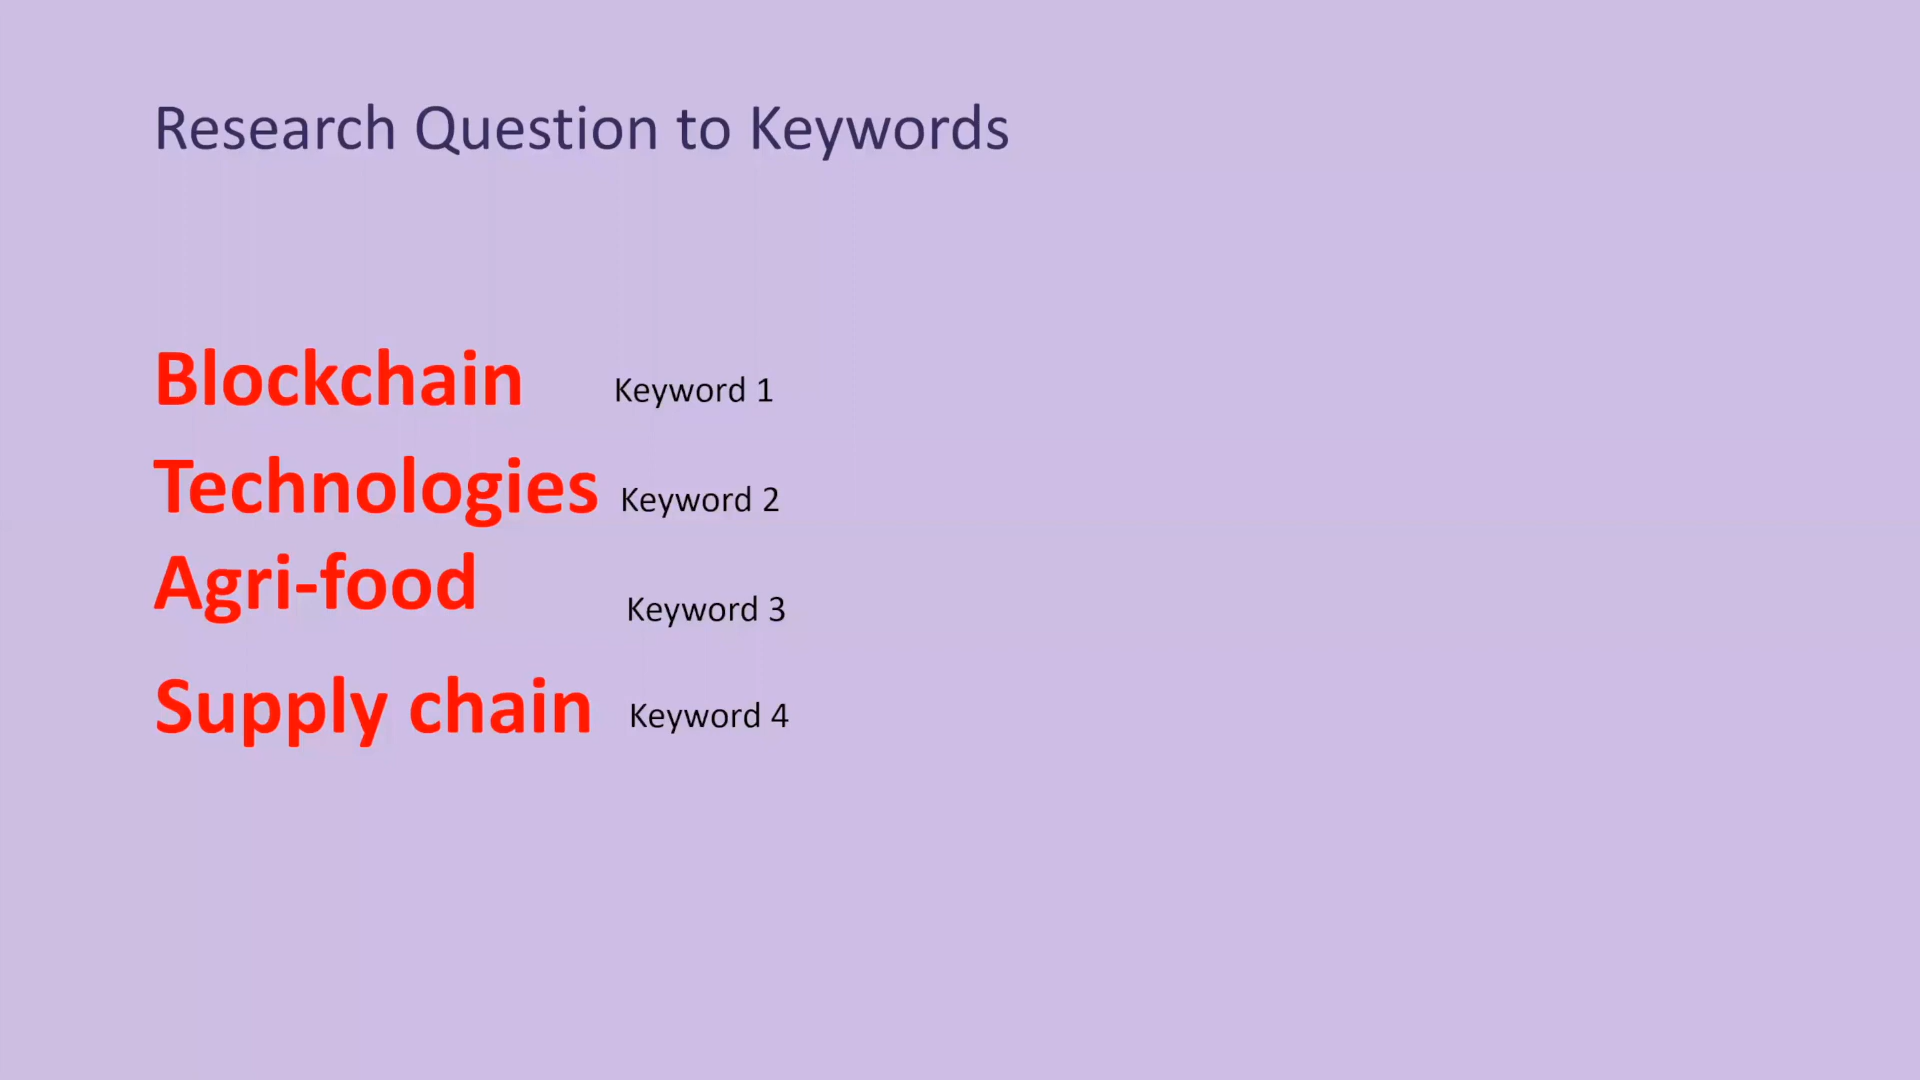 Research Question to Keywords
Blockchain Keyword 1
Technologies Keyword 2
Agri-food Keyword 3
Supply chain Keyword 4